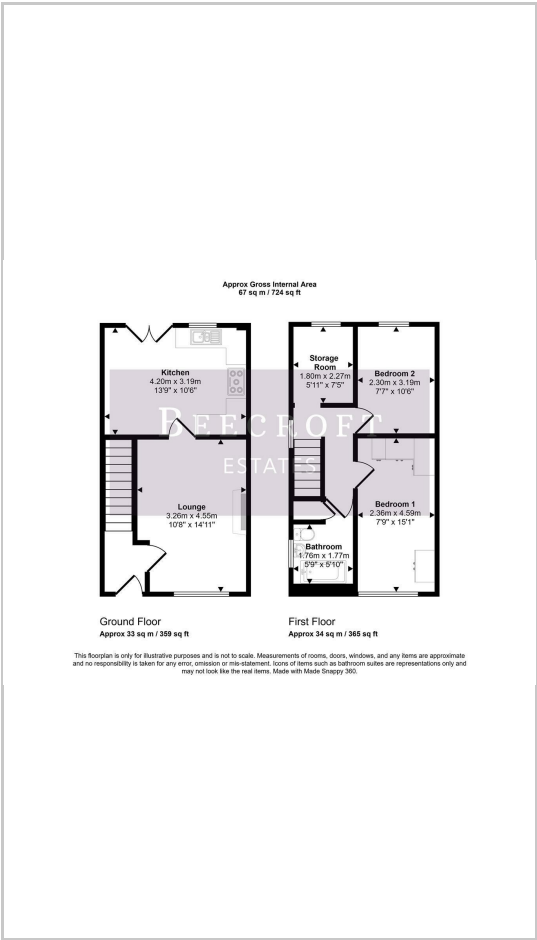 Approx Gross Internal Area
67 sq m / 724 sq ft
Kitchen
4.20m x 3.19m
13'9" x 10'6"
Storage
Room
1.80m x 2.27m
5'11" x 7'5"
Bedroom 2
2.30m x 3.19m
7'7" x 10'6"
BEECROFT
ESTATES
Lounge
3.26m x 4.55m
10'8" x 14'11"
Bedroom 1
2.36m x 4.59m
7'9" x 15'1"
Bathroom
1.76m x 1.77m
5'9" x 5'10"
Ground Floor
Approx 33 sq m / 359 sq ft
First Floor
Approx 34 sq m / 365 sq ft
This floorplan is only for illustrative purposes and is not to scale. Measurements of rooms, doors, windows, and any items are approximate
and no responsibility is taken for any error, omission or mis-statement. Icons of items such as bathroom suites are representations only and
may not look like the real items. Made with Made Snappy 360.